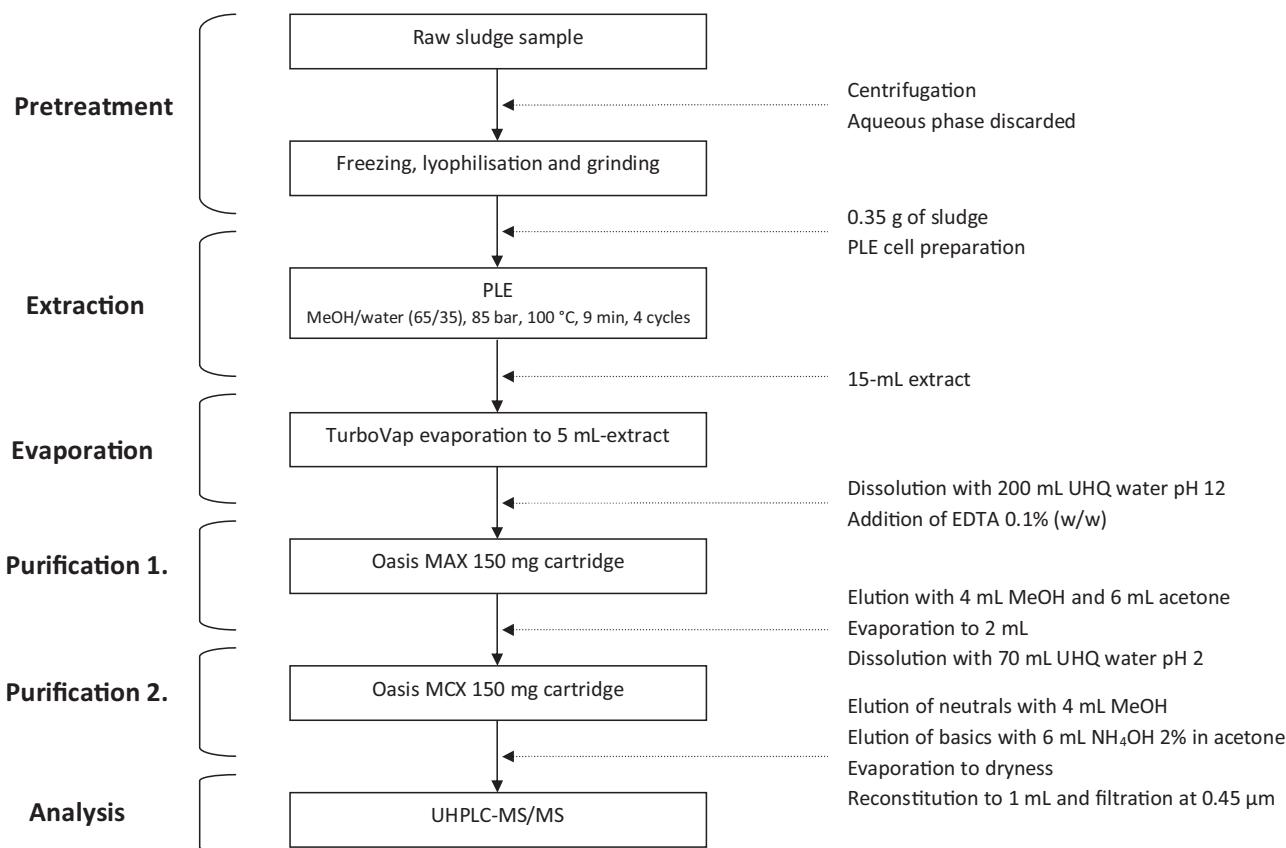 Raw sludge sample
Pretreatment
Centrifugation
Aqueous phase discarded
Freezing, lyophilisation and grinding
0.35 g of sludge
PLE cell preparation
Extraction
PLE
MeOH/water (65/35), 85 bar, 100 °C, 9 min, 4 cycles
15-mL extract
Evaporation
TurboVap evaporation to 5 mL-extract
Dissolution with 200 mL UHQ water pH 12
Addition of EDTA 0.1% (w/w)
Purification 1.
Oasis MAX 150 mg cartridge
Elution with 4 mL MeOH and 6 mL acetone
Evaporation to 2 mL
Dissolution with 70 mL UHQ water pH 2
Purification 2.
Oasis MCX 150 mg cartridge
Elution of neutrals with 4 mL MeOH
Elution of basics with 6 mL NH₄OH 2% in acetone
Evaporation to dryness
Reconstitution to 1 mL and filtration at 0.45 µm
Analysis
UHPLC-MS/MS